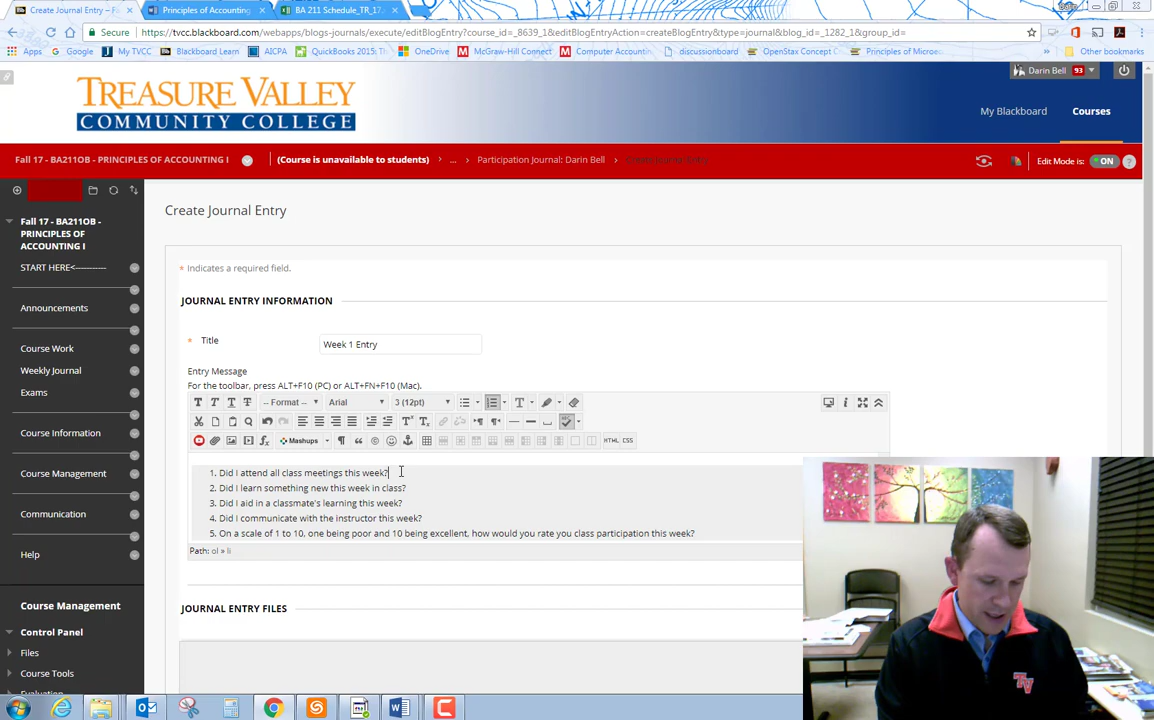 Create Journal Entry – F
Principles of Accounting
BA 211 Schedule_TR_17
Secure
https://tvcc.blackboard.com/webapps/blogs-journals/execute/editBlogEntry?course_id=_8639_1&editBlogEntryAction=createBlogEntry&type=journal&blog_id=_1282_1&group_id=
Apps Google My TVCC Blackboard Learn AICPA QuickBooks 2015: Th OneDrive McGraw-Hill Connect Computer Accountin discussionboard OpenStax Concept Co Principles of Microec » Other bookmarks
Darin Bell 93
TREASURE VALLEY
COMMUNITY COLLEGE
My Blackboard Courses
Fall 17 - BA211OB - PRINCIPLES OF ACCOUNTING I (Course is unavailable to students) ... Participation Journal: Darin Bell Create Journal Entry Edit Mode is: ON ?
Fall 17 - BA211OB -
PRINCIPLES OF
ACCOUNTING I
START HERE<-----------
Announcements
Course Work
Weekly Journal
Exams
Course Information
Course Management
Communication
Help
Course Management
Control Panel
Files
Course Tools
Evaluation
Create Journal Entry
* Indicates a required field.
JOURNAL ENTRY INFORMATION
* Title Week 1 Entry
Entry Message
For the toolbar, press ALT+F10 (PC) or ALT+FN+F10 (Mac).
T T T T -- Format -- Arial 3 (12pt) T
Mashups HTML CSS
1. Did I attend all class meetings this week?
2. Did I learn something new this week in class?
3. Did I aid in a classmate's learning this week?
4. Did I communicate with the instructor this week?
5. On a scale of 1 to 10, one being poor and 10 being excellent, how would you rate you class participation this week?
Path: ol » li
JOURNAL ENTRY FILES
TV